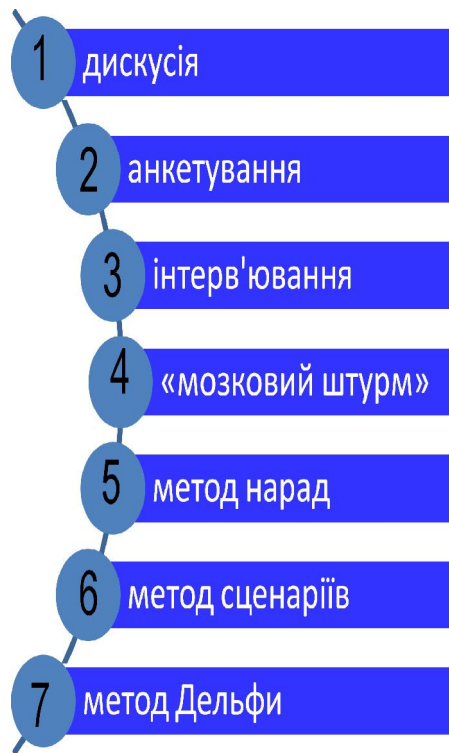 1 дискусія
2 анкетування
3 інтерв'ювання
4 «мозковий штурм»
5 метод нарад
6 метод сценаріїв
7 метод Дельфи